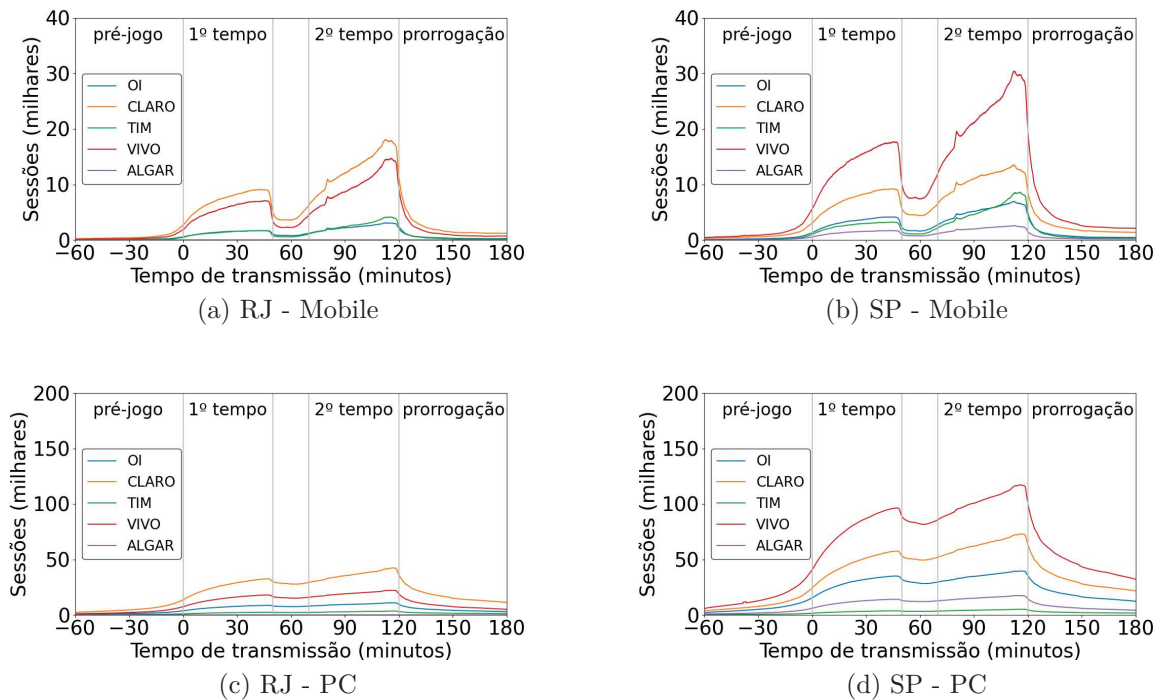 40
30
20
10
0
Sessões (milhares)
pré-jogo 1º tempo 2º tempo prorrogação
OI
CLARO
TIM
VIVO
ALGAR
−60 −30 0 30 60 90 120 150 180
Tempo de transmissão (minutos)
(a) RJ - Mobile
40
30
20
10
0
Sessões (milhares)
pré-jogo 1º tempo 2º tempo prorrogação
OI
CLARO
TIM
VIVO
ALGAR
−60 −30 0 30 60 90 120 150 180
Tempo de transmissão (minutos)
(b) SP - Mobile
200
150
100
50
0
Sessões (milhares)
pré-jogo 1º tempo 2º tempo prorrogação
OI
CLARO
TIM
VIVO
ALGAR
−60 −30 0 30 60 90 120 150 180
Tempo de transmissão (minutos)
(c) RJ - PC
200
150
100
50
0
Sessões (milhares)
pré-jogo 1º tempo 2º tempo prorrogação
OI
CLARO
TIM
VIVO
ALGAR
−60 −30 0 30 60 90 120 150 180
Tempo de transmissão (minutos)
(d) SP - PC